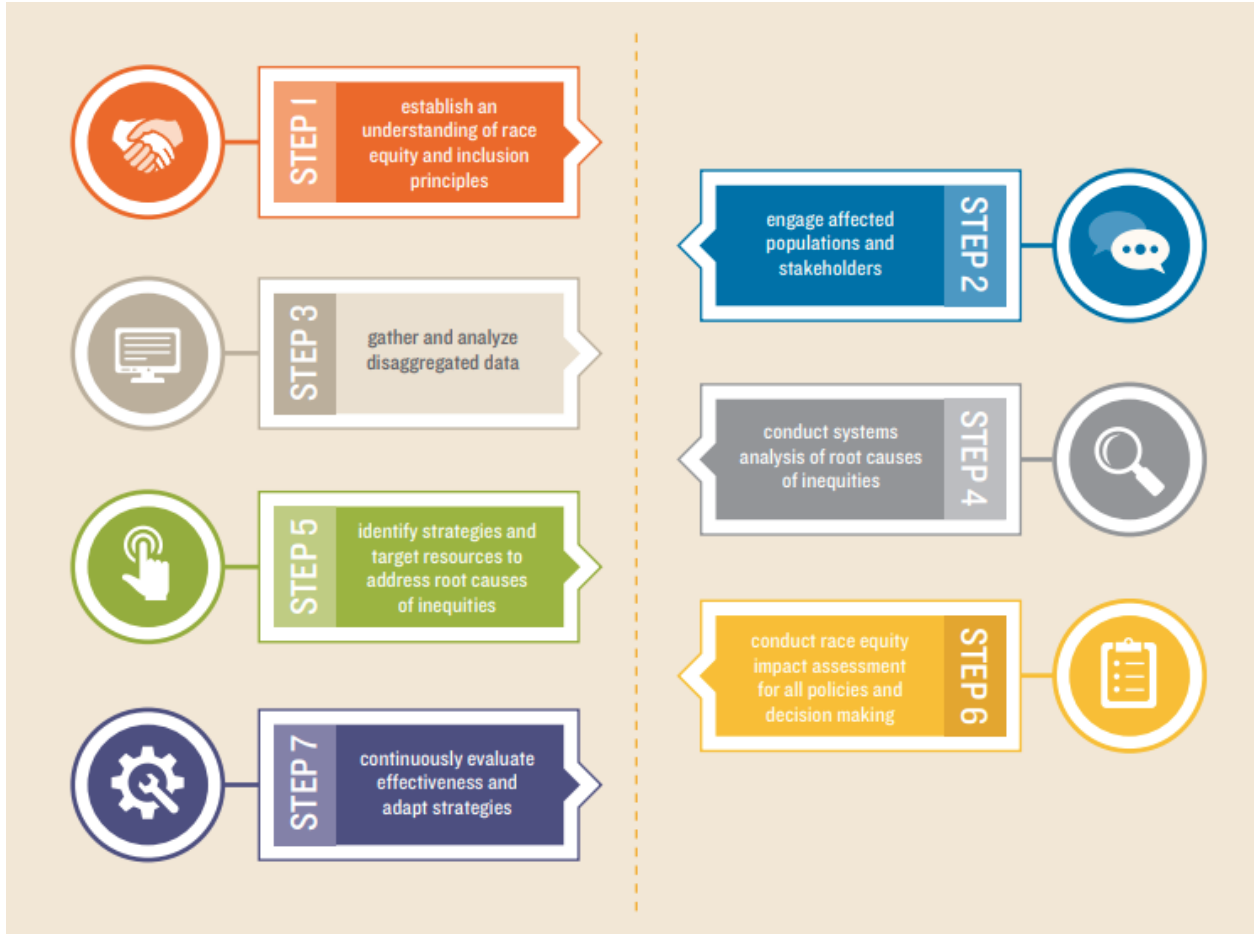 STEP 1
establish an
understanding of race
equity and inclusion
principles
STEP 2
engage affected
populations and
stakeholders
STEP 3
gather and analyze
disaggregated data
STEP 4
conduct systems
analysis of root causes
of inequities
STEP 5
identify strategies and
target resources to
address root causes
of inequities
STEP 6
conduct race equity
impact assessment
for all policies and
decision making
STEP 7
continuously evaluate
effectiveness and
adapt strategies